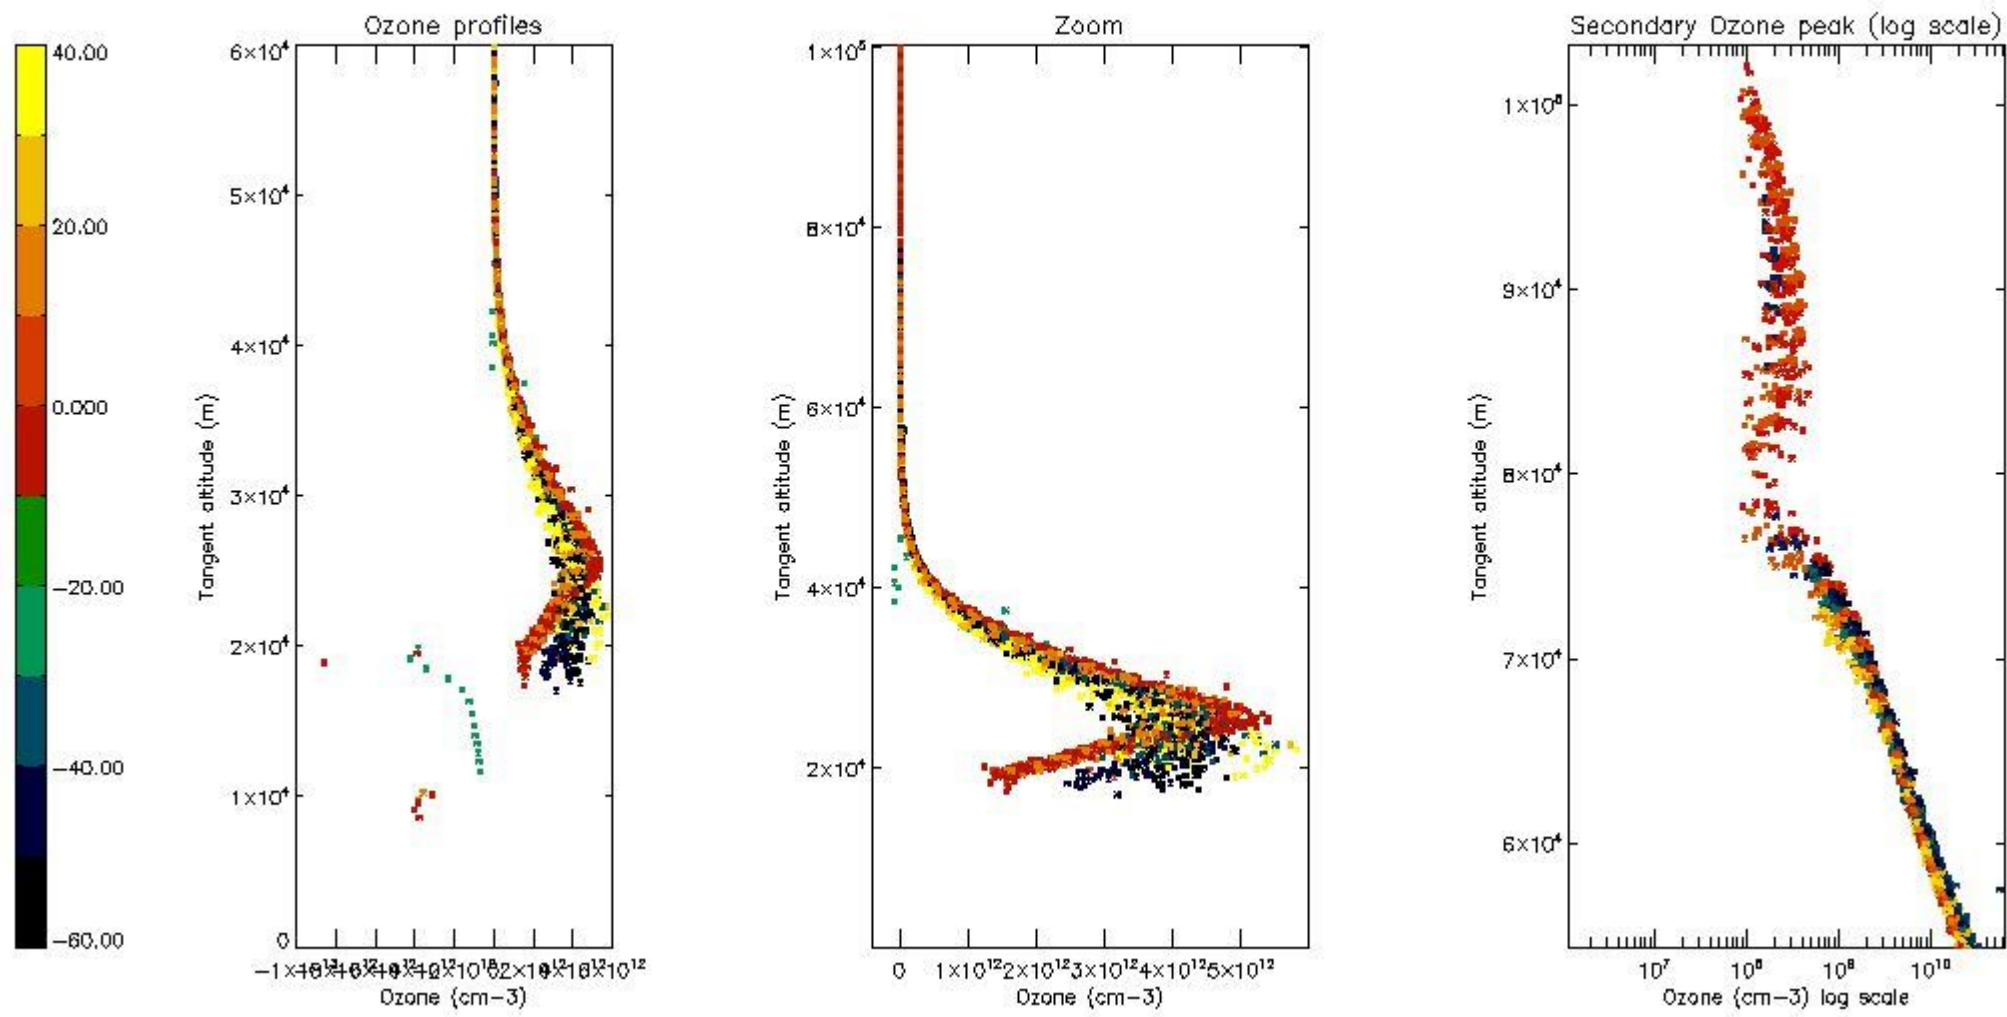 Ozone profiles
Zoom
Secondary Ozone peak (log scale)
40.00
20.00
0.000
−20.00
−40.00
−60.00
6×10⁴
5×10⁴
4×10⁴
3×10⁴
2×10⁴
1×10⁴
0
Tangent altitude (m)
Ozone (cm−3)
1×10⁵
8×10⁴
6×10⁴
4×10⁴
2×10⁴
Tangent altitude (m)
0 1×10¹² 2×10¹² 3×10¹² 4×10¹² 5×10¹²
Ozone (cm−3)
1×10⁵
9×10⁴
8×10⁴
7×10⁴
6×10⁴
Tangent altitude (m)
10⁷ 10⁸ 10⁹ 10¹⁰
Ozone (cm−3) log scale